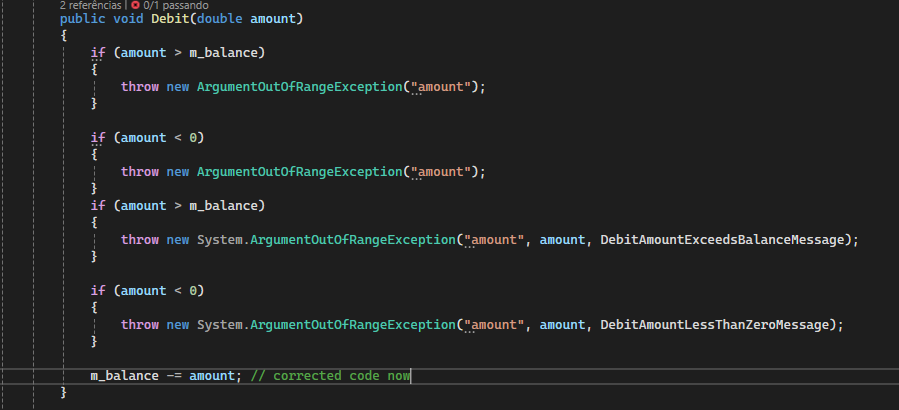 2 referências | 0/1 passando
public void Debit(double amount)
{
if (amount > m_balance)
{
throw new ArgumentOutOfRangeException("amount");
}
if (amount < 0)
{
throw new ArgumentOutOfRangeException("amount");
}
if (amount > m_balance)
{
throw new System.ArgumentOutOfRangeException("amount", amount, DebitAmountExceedsBalanceMessage);
}
if (amount < 0)
{
throw new System.ArgumentOutOfRangeException("amount", amount, DebitAmountLessThanZeroMessage);
}
m_balance -= amount; // corrected code now
}